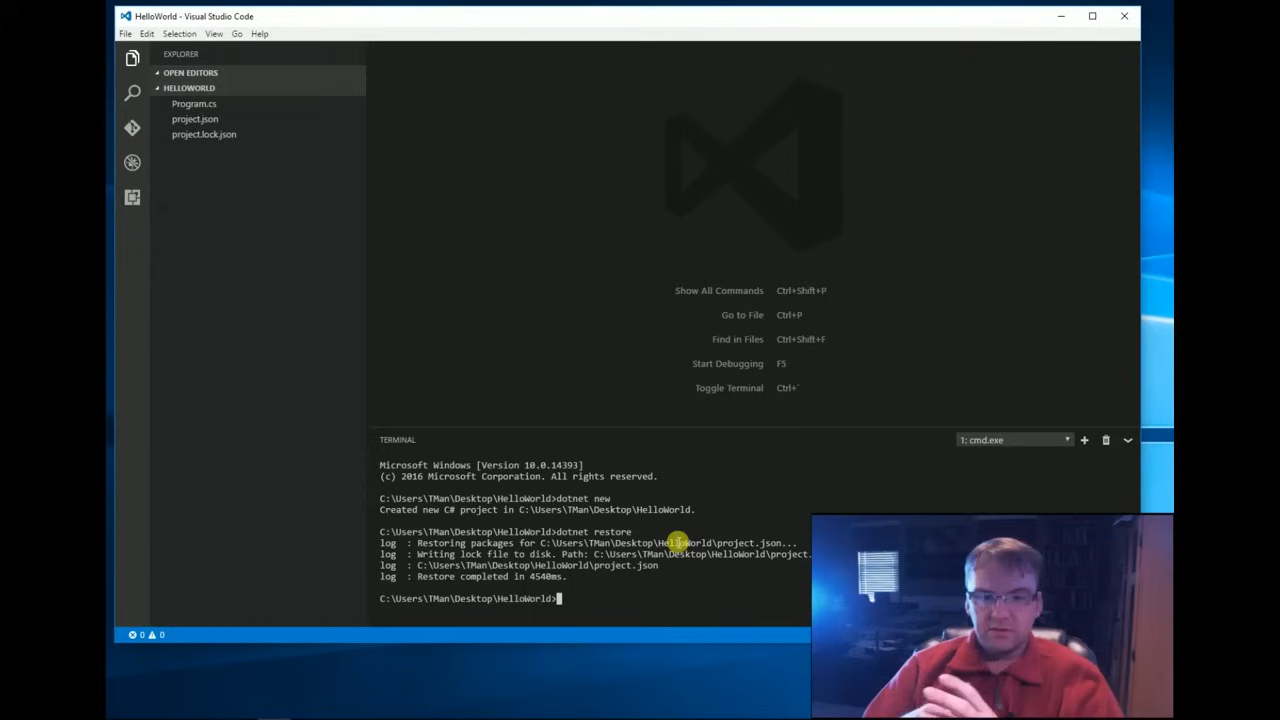 HelloWorld - Visual Studio Code
File Edit Selection View Go Help
EXPLORER
OPEN EDITORS
HELLOWORLD
Program.cs
project.json
project.lock.json
Show All Commands Ctrl+Shift+P
Go to File Ctrl+P
Find in Files Ctrl+Shift+F
Start Debugging F5
Toggle Terminal Ctrl+`
TERMINAL
1: cmd.exe
Microsoft Windows [Version 10.0.14393]
(c) 2016 Microsoft Corporation. All rights reserved.
C:\Users\TMan\Desktop\HelloWorld>dotnet new
Created new C# project in C:\Users\TMan\Desktop\HelloWorld.
C:\Users\TMan\Desktop\HelloWorld>dotnet restore
log : Restoring packages for C:\Users\TMan\Desktop\HelloWorld\project.json...
log : Writing lock file to disk. Path: C:\Users\TMan\Desktop\HelloWorld\project.
log : C:\Users\TMan\Desktop\HelloWorld\project.json
log : Restore completed in 4540ms.
C:\Users\TMan\Desktop\HelloWorld>
0 0